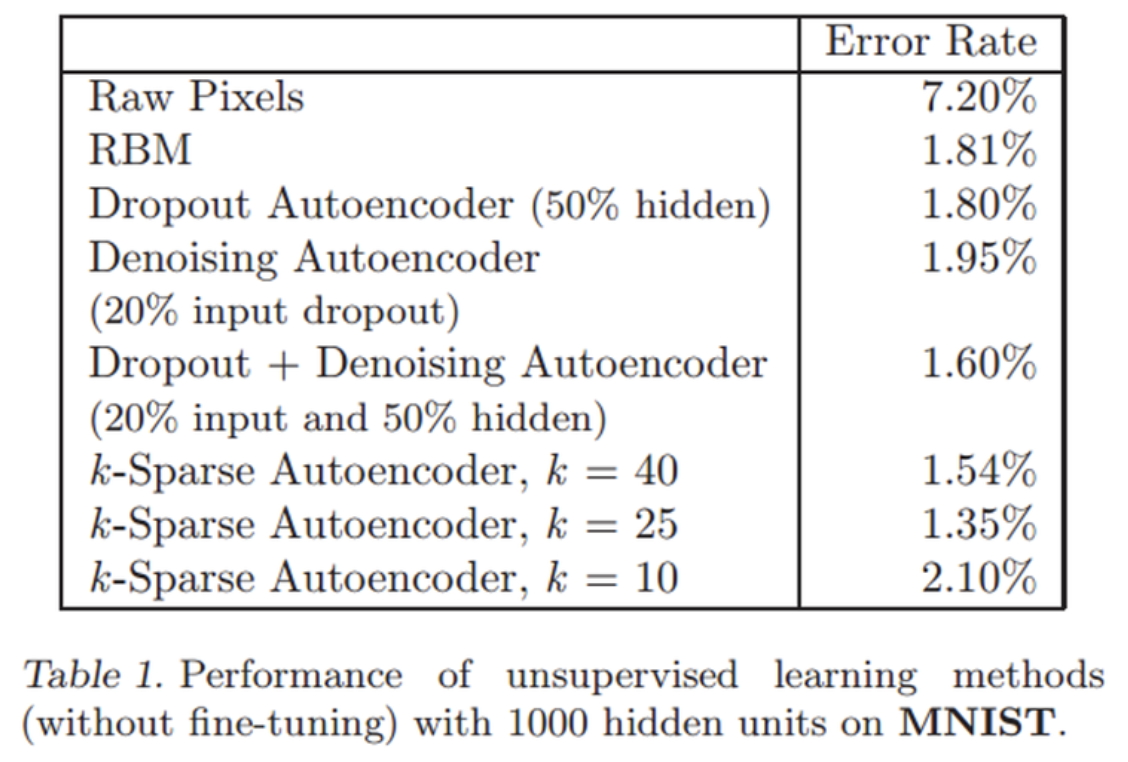 Error Rate
Raw Pixels 7.20%
RBM 1.81%
Dropout Autoencoder (50% hidden) 1.80%
Denoising Autoencoder 1.95%
(20% input dropout)
Dropout + Denoising Autoencoder 1.60%
(20% input and 50% hidden)
k-Sparse Autoencoder, k = 40 1.54%
k-Sparse Autoencoder, k = 25 1.35%
k-Sparse Autoencoder, k = 10 2.10%
Table 1. Performance of unsupervised learning methods
(without fine-tuning) with 1000 hidden units on MNIST.